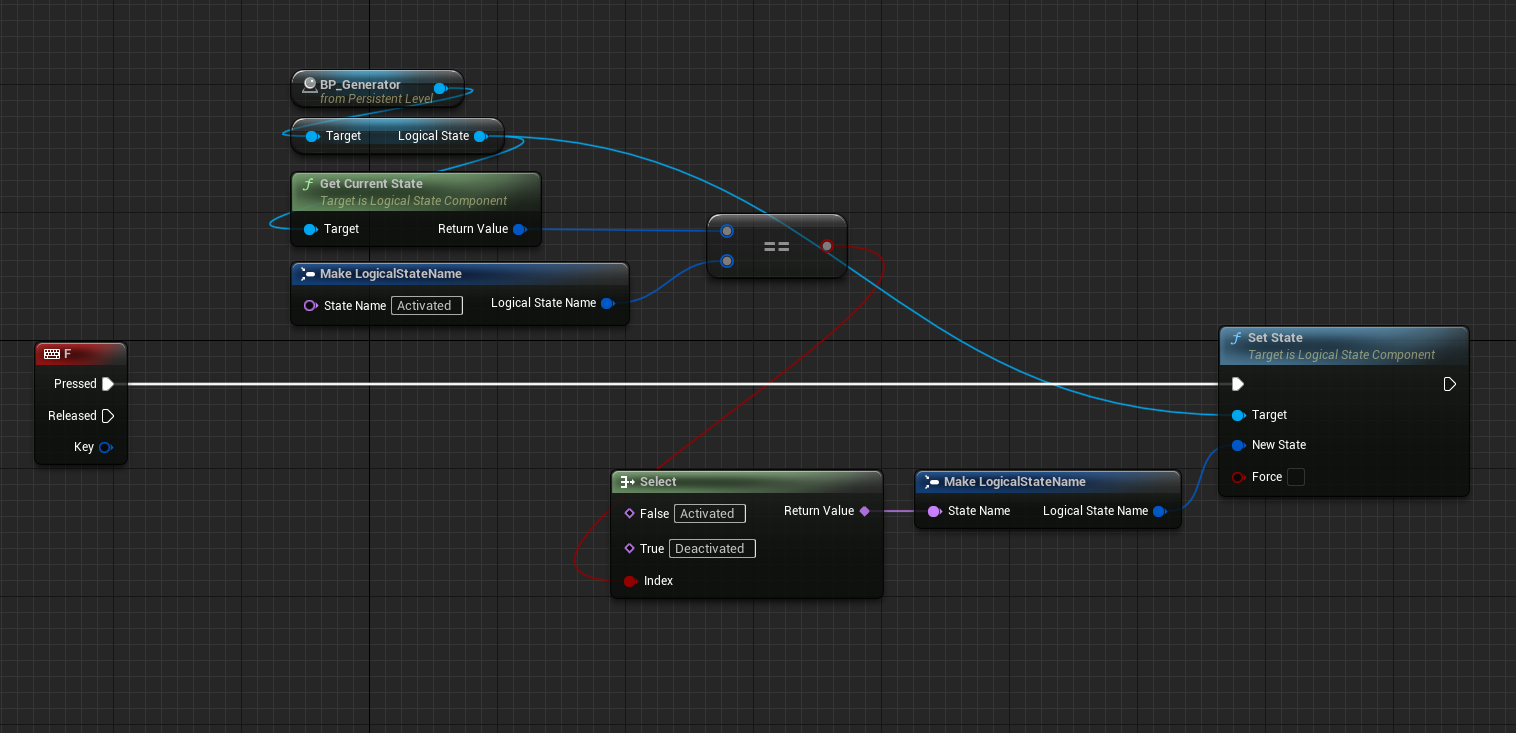 BP_Generator
from Persistent Level
Target Logical State
f Get Current State
Target is Logical State Component
Target Return Value
==
Make LogicalStateName
State Name Activated Logical State Name
F
Pressed
Released
Key
f Set State
Target is Logical State Component
Target
New State
Force
Select
False Activated Return Value
True Deactivated
Index
Make LogicalStateName
State Name Logical State Name